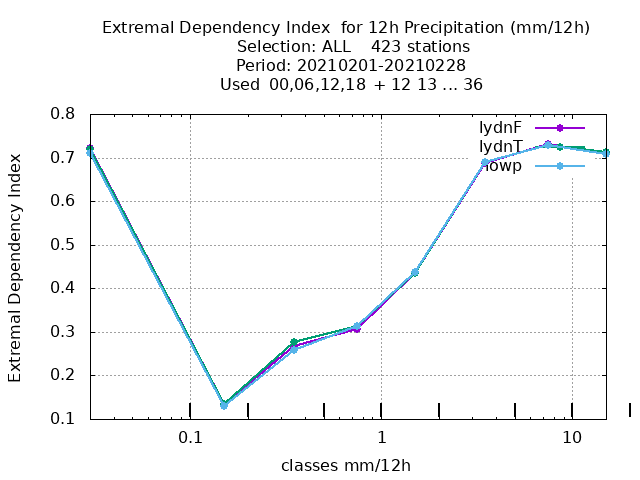 Extremal Dependency Index  for 12h Precipitation (mm/12h)
Selection: ALL    423 stations
Period: 20210201-20210228
Used  00,06,12,18  + 12 13 ... 36
0.8
0.7
0.6
0.5
0.4
0.3
0.2
0.1
Extremal Dependency Index
lydnF
lydnT
0.1
1
10
classes mm/12h